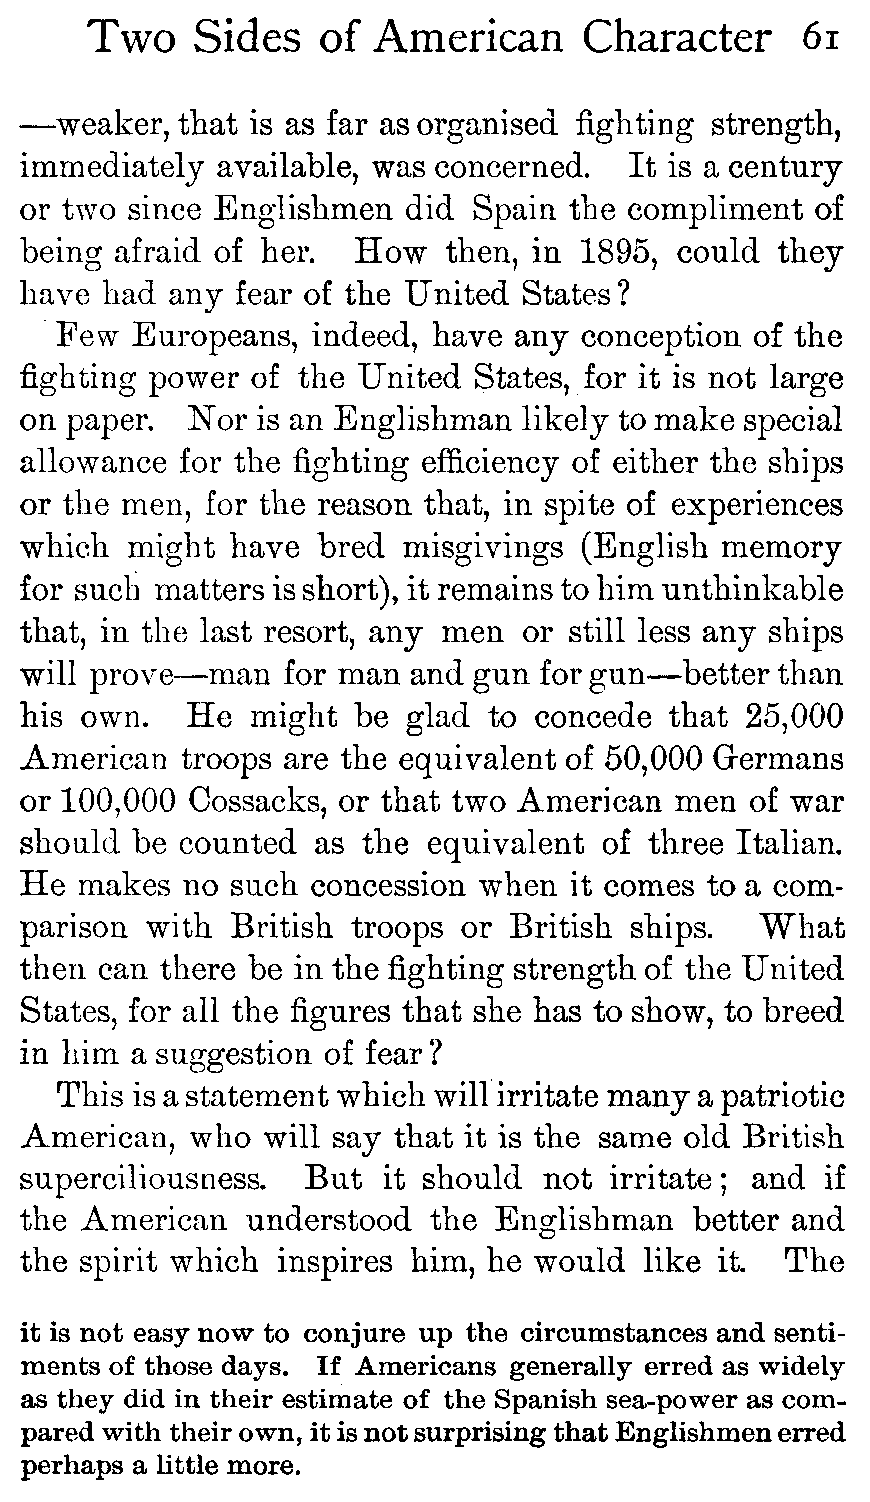 Two Sides of American Character 61
—weaker, that is as far as organised fighting strength,
immediately available, was concerned. It is a century
or two since Englishmen did Spain the compliment of
being afraid of her. How then, in 1895, could they
have had any fear of the United States?
Few Europeans, indeed, have any conception of the
fighting power of the United States, for it is not large
on paper. Nor is an Englishman likely to make special
allowance for the fighting efficiency of either the ships
or the men, for the reason that, in spite of experiences
which might have bred misgivings (English memory
for such matters is short), it remains to him unthinkable
that, in the last resort, any men or still less any ships
will prove—man for man and gun for gun—better than
his own. He might be glad to concede that 25,000
American troops are the equivalent of 50,000 Germans
or 100,000 Cossacks, or that two American men of war
should be counted as the equivalent of three Italian.
He makes no such concession when it comes to a com-
parison with British troops or British ships. What
then can there be in the fighting strength of the United
States, for all the figures that she has to show, to breed
in him a suggestion of fear?
This is a statement which will irritate many a patriotic
American, who will say that it is the same old British
superciliousness. But it should not irritate; and if
the American understood the Englishman better and
the spirit which inspires him, he would like it. The
it is not easy now to conjure up the circumstances and senti-
ments of those days. If Americans generally erred as widely
as they did in their estimate of the Spanish sea-power as com-
pared with their own, it is not surprising that Englishmen erred
perhaps a little more.